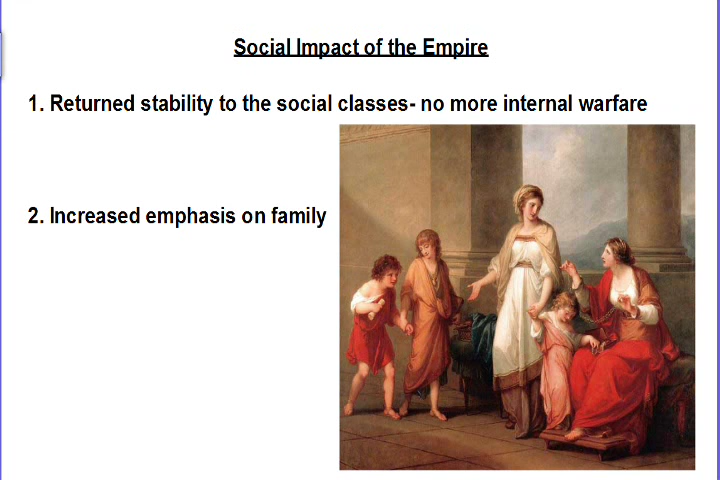 Social Impact of the Empire
1. Returned stability to the social classes- no more internal warfare
2. Increased emphasis on family